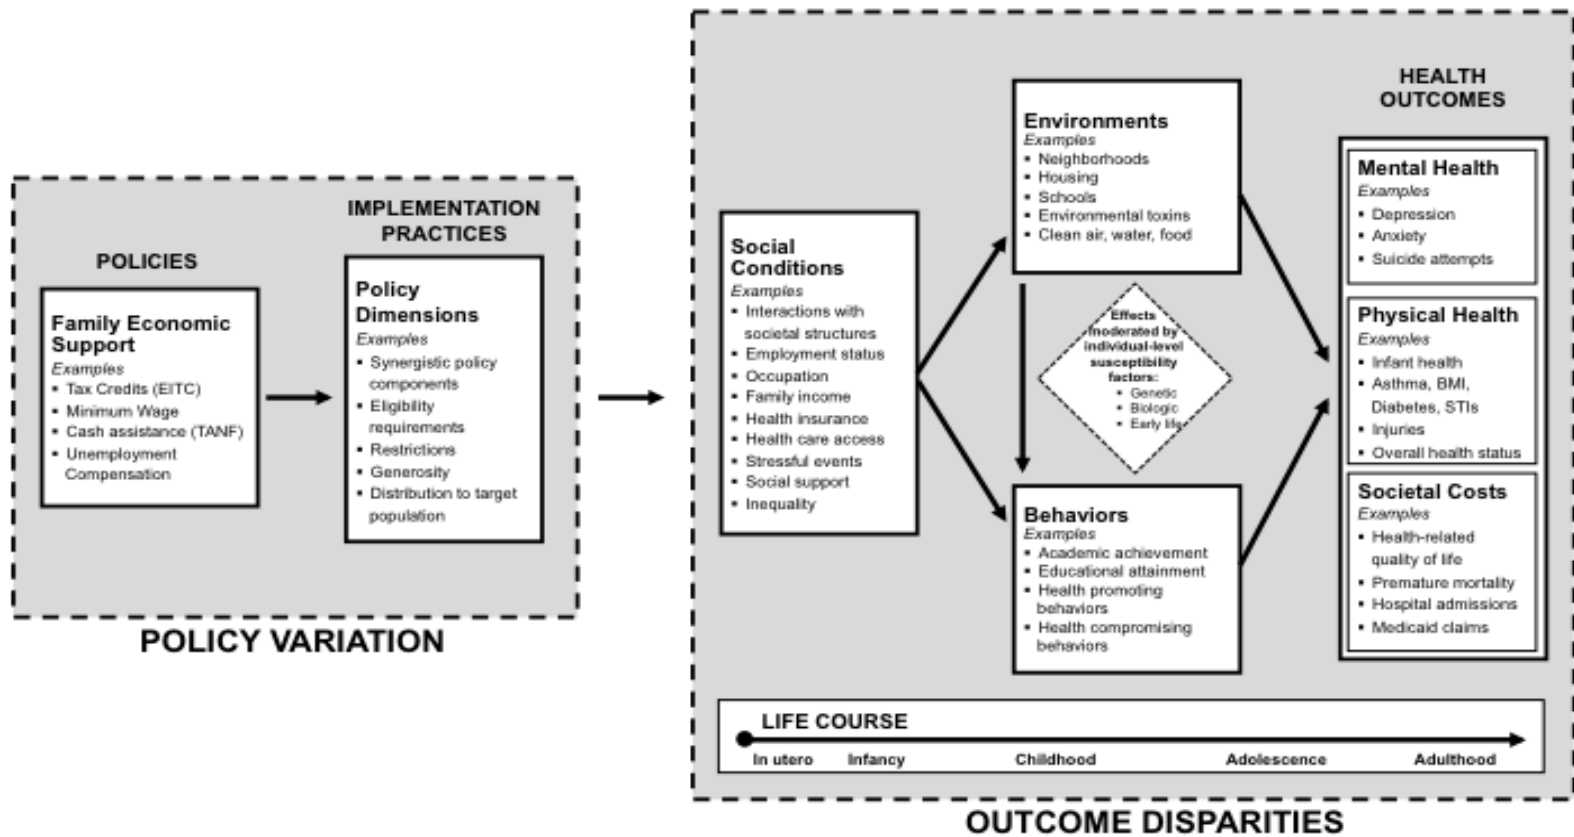 POLICIES
Family Economic
Support
Examples
▪ Tax Credits (EITC)
▪ Minimum Wage
▪ Cash assistance (TANF)
▪ Unemployment
Compensation
IMPLEMENTATION
PRACTICES
Policy
Dimensions
Examples
▪ Synergistic policy
components
▪ Eligibility
requirements
▪ Restrictions
▪ Generosity
▪ Distribution to target
population
POLICY VARIATION
Social
Conditions
Examples
▪ Interactions with
societal structures
▪ Employment status
▪ Occupation
▪ Family income
▪ Health insurance
▪ Health care access
▪ Stressful events
▪ Social support
▪ Inequality
Environments
Examples
▪ Neighborhoods
▪ Housing
▪ Schools
▪ Environmental toxins
▪ Clean air, water, food
Effects
moderated by
individual-level
susceptibility
factors:
▪ Genetic
▪ Biologic
▪ Early life
Behaviors
Examples
▪ Academic achievement
▪ Educational attainment
▪ Health promoting
behaviors
▪ Health compromising
behaviors
HEALTH
OUTCOMES
Mental Health
Examples
▪ Depression
▪ Anxiety
▪ Suicide attempts
Physical Health
Examples
▪ Infant health
▪ Asthma, BMI,
Diabetes, STIs
▪ Injuries
▪ Overall health status
Societal Costs
Examples
▪ Health-related
quality of life
▪ Premature mortality
▪ Hospital admissions
▪ Medicaid claims
LIFE COURSE
In utero Infancy Childhood Adolescence Adulthood
OUTCOME DISPARITIES